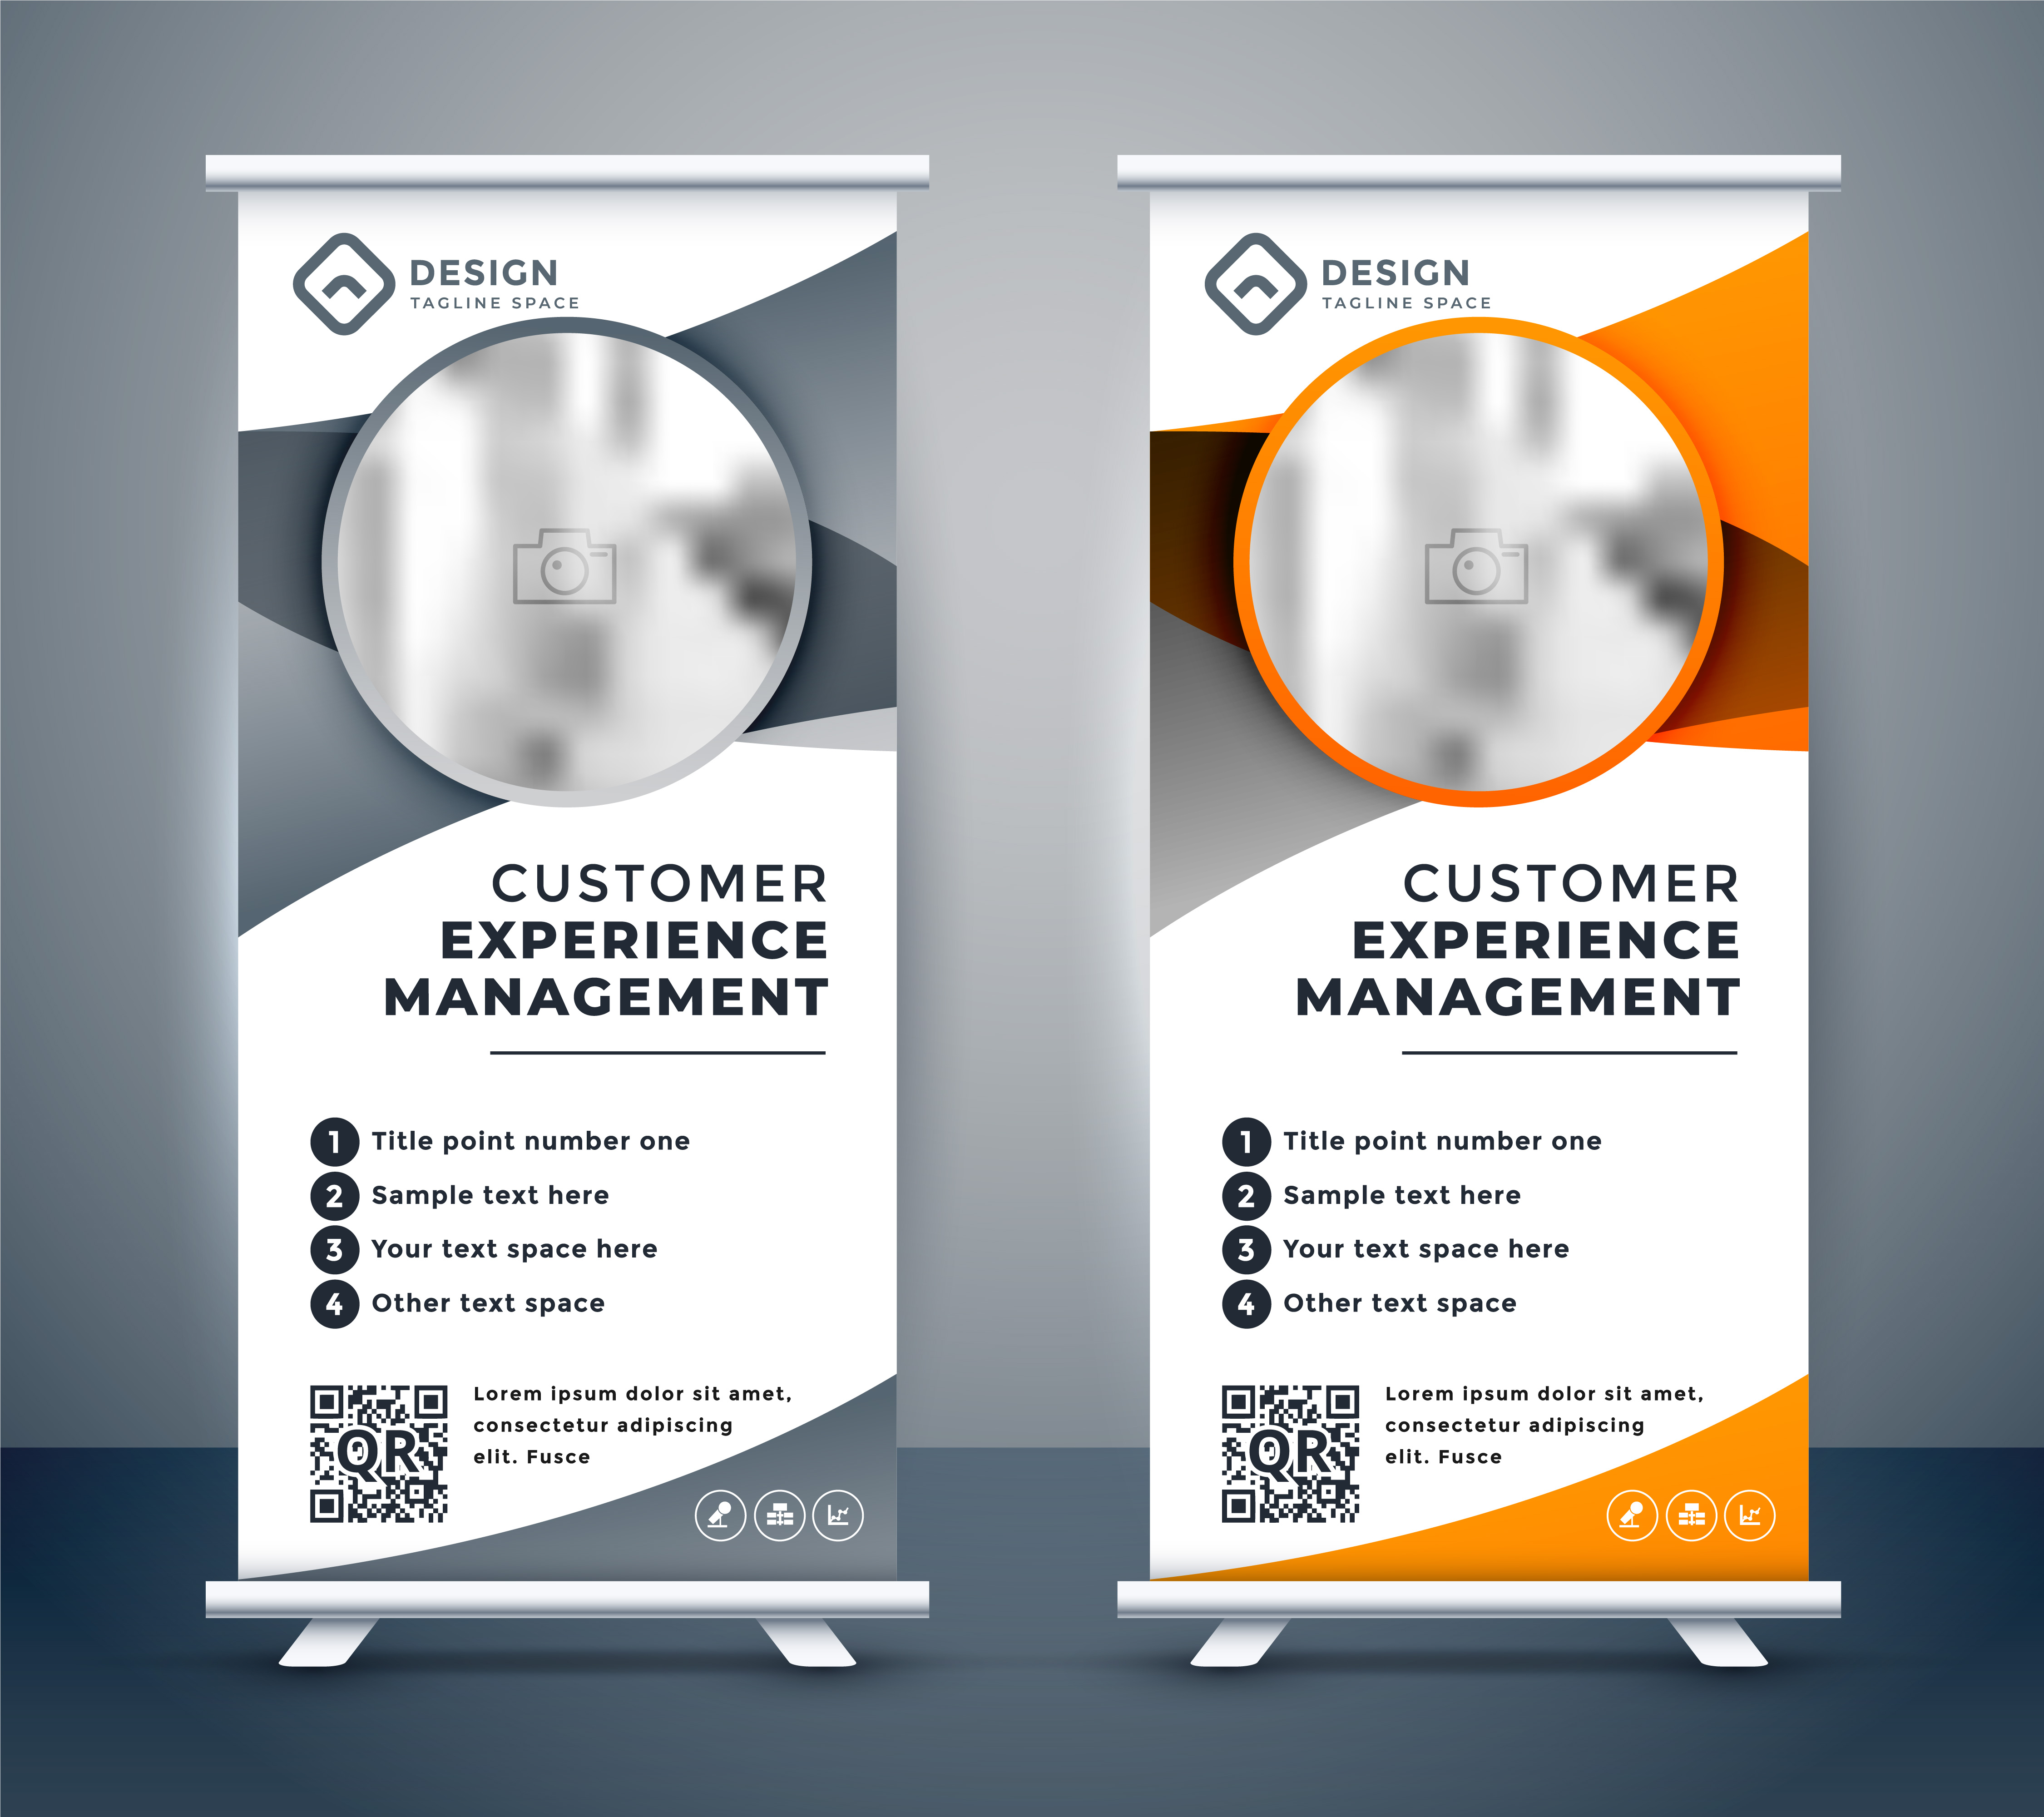 DESIGN
TAGLINE SPACE
CUSTOMER
EXPERIENCE
MANAGEMENT
1 Title point number one
2 Sample text here
3 Your text space here
4 Other text space
QR
Lorem ipsum dolor sit amet,
consectetur adipiscing
elit. Fusce
DESIGN
TAGLINE SPACE
CUSTOMER
EXPERIENCE
MANAGEMENT
1 Title point number one
2 Sample text here
3 Your text space here
4 Other text space
QR
Lorem ipsum dolor sit amet,
consectetur adipiscing
elit. Fusce